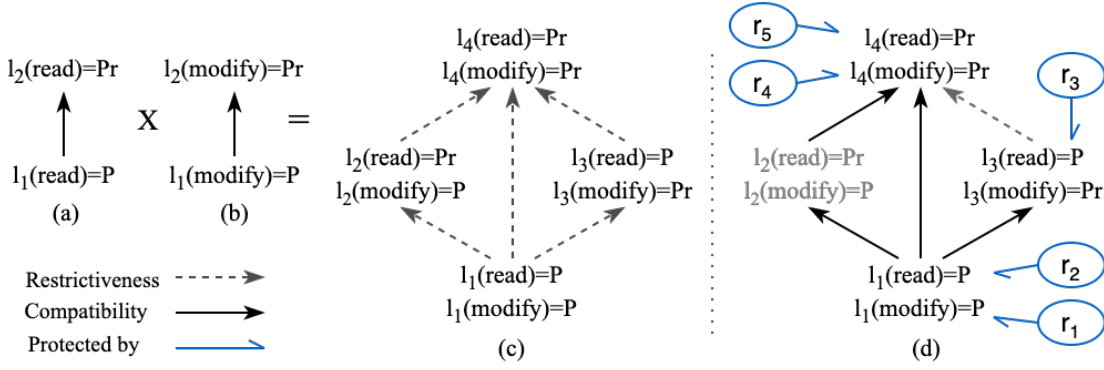 l₂(read)=Pr
l₁(read)=P
(a)
X
l₂(modify)=Pr
l₁(modify)=P
(b)
=
l₄(read)=Pr
l₄(modify)=Pr
l₂(read)=Pr
l₂(modify)=P
l₃(read)=P
l₃(modify)=Pr
l₁(read)=P
l₁(modify)=P
(c)
r₅
r₄
l₄(read)=Pr
l₄(modify)=Pr
r₃
l₂(read)=Pr
l₂(modify)=P
l₃(read)=P
l₃(modify)=Pr
l₁(read)=P
l₁(modify)=P
r₂
r₁
(d)
Restrictiveness
Compatibility
Protected by